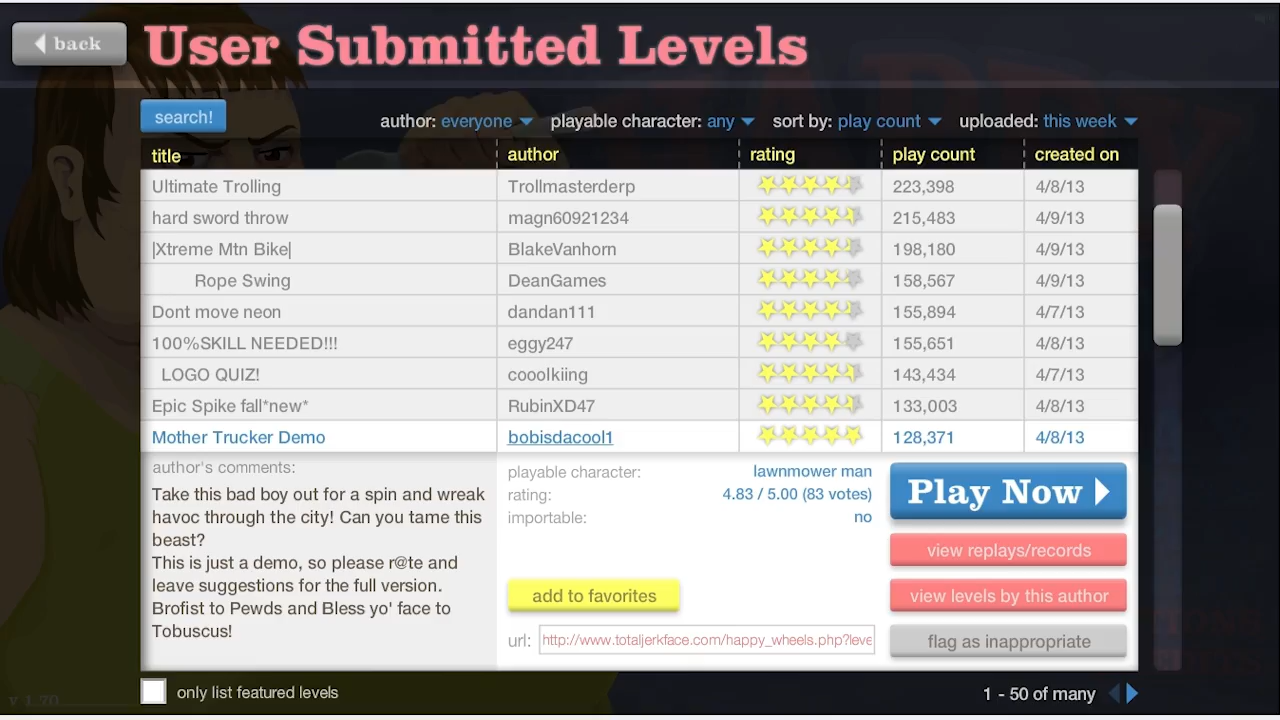 back
User Submitted Levels
search!
author: everyone playable character: any sort by: play count uploaded: this week
title author rating play count created on
Ultimate Trolling Trollmasterderp 223,398 4/8/13
hard sword throw magn60921234 215,483 4/9/13
|Xtreme Mtn Bike| BlakeVanhorn 198,180 4/9/13
Rope Swing DeanGames 158,567 4/9/13
Dont move neon dandan111 155,894 4/7/13
100%SKILL NEEDED!!! eggy247 155,651 4/8/13
LOGO QUIZ! cooolkiing 143,434 4/7/13
Epic Spike fall*new* RubinXD47 133,003 4/8/13
Mother Trucker Demo bobisdacool1 128,371 4/8/13
author's comments:
Take this bad boy out for a spin and wreak
havoc through the city! Can you tame this
beast?
This is just a demo, so please r@te and
leave suggestions for the full version.
Brofist to Pewds and Bless yo' face to
Tobuscus!
playable character: lawnmower man
rating: 4.83 / 5.00 (83 votes)
importable: no
add to favorites
url: http://www.totaljerkface.com/happy_wheels.php?leve
Play Now
view replays/records
view levels by this author
flag as inappropriate
only list featured levels
1 - 50 of many
v 1.70